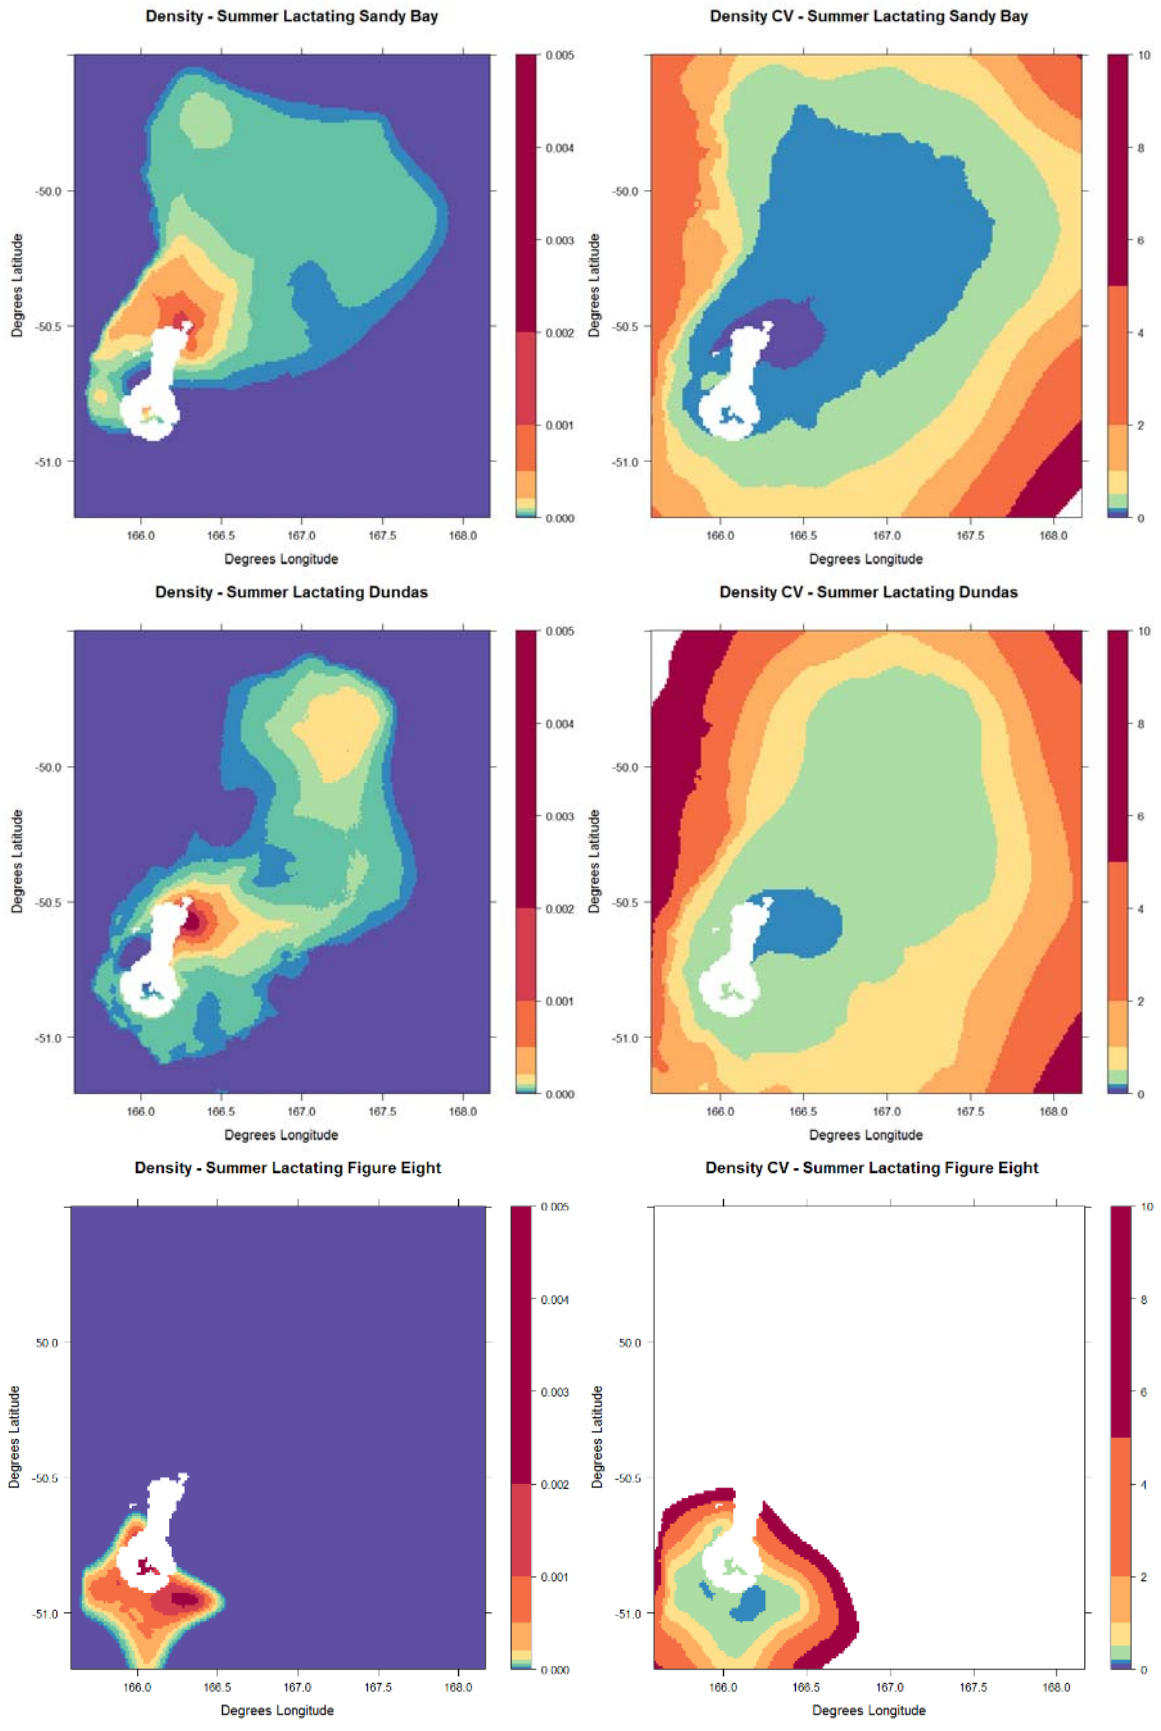 Density - Summer Lactating Sandy Bay
Density CV - Summer Lactating Sandy Bay
Degrees Latitude
-50.0
-50.5
-51.0
166.0 166.5 167.0 167.5 168.0
Degrees Longitude
0.005
0.004
0.003
0.002
0.001
0.000
Degrees Latitude
-50.0
-50.5
-51.0
166.0 166.5 167.0 167.5 168.0
Degrees Longitude
10
8
6
4
2
0
Density - Summer Lactating Dundas
Density CV - Summer Lactating Dundas
Degrees Latitude
-50.0
-50.5
-51.0
166.0 166.5 167.0 167.5 168.0
Degrees Longitude
0.005
0.004
0.003
0.002
0.001
0.000
Degrees Latitude
-50.0
-50.5
-51.0
166.0 166.5 167.0 167.5 168.0
Degrees Longitude
10
8
6
4
2
0
Density - Summer Lactating Figure Eight
Density CV - Summer Lactating Figure Eight
Degrees Latitude
-50.0
-50.5
-51.0
166.0 166.5 167.0 167.5 168.0
Degrees Longitude
0.005
0.004
0.003
0.002
0.001
0.000
Degrees Latitude
-50.0
-50.5
-51.0
166.0 166.5 167.0 167.5 168.0
Degrees Longitude
10
8
6
4
2
0